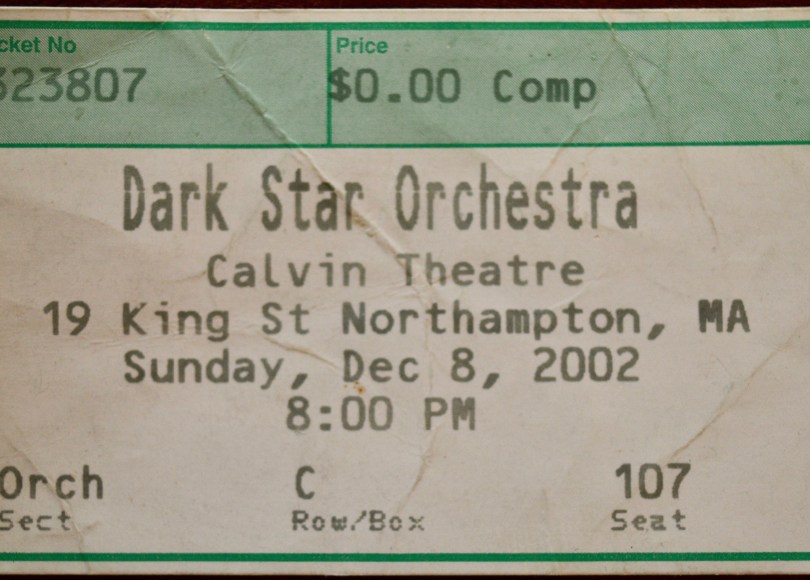 cket No Price
323807 $0.00 Comp
Dark Star Orchestra
Calvin Theatre
19 King St Northampton, MA
Sunday, Dec 8, 2002
8:00 PM
Orch C 107
Sect Row/Box Seat